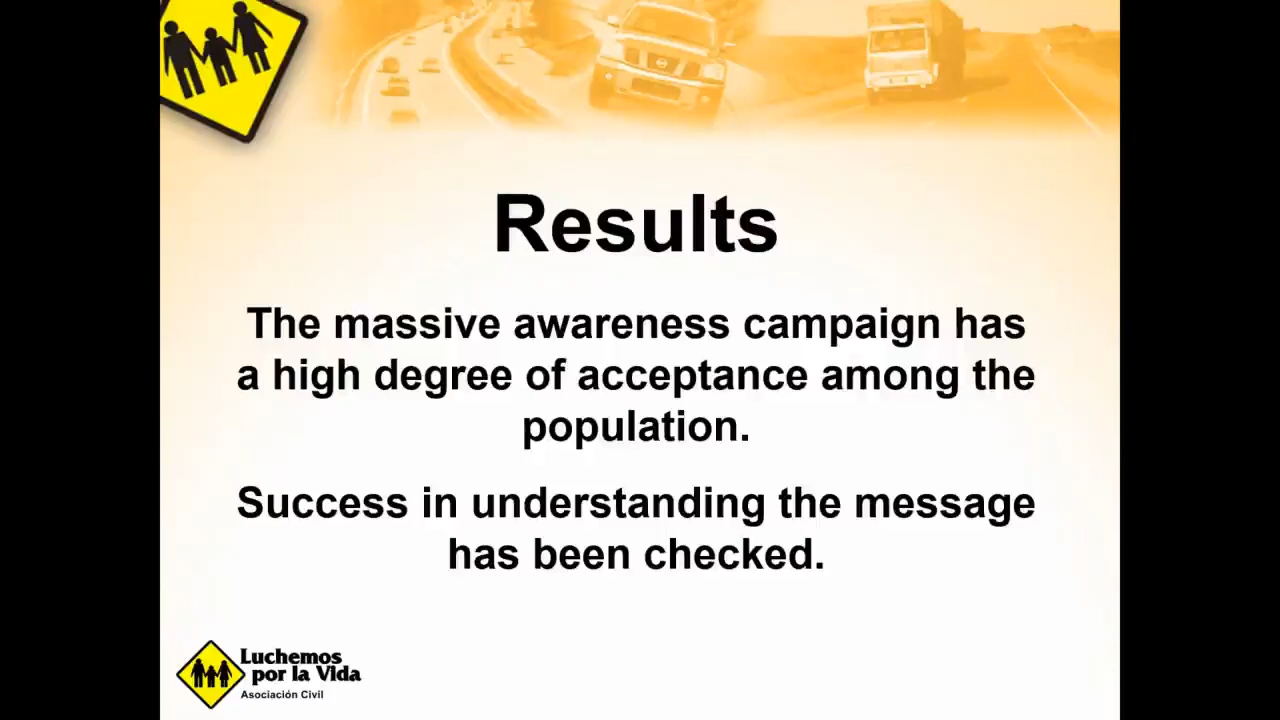 Results
The massive awareness campaign has
a high degree of acceptance among the
population.
Success in understanding the message
has been checked.
Luchemos
por la Vida
Asociación Civil